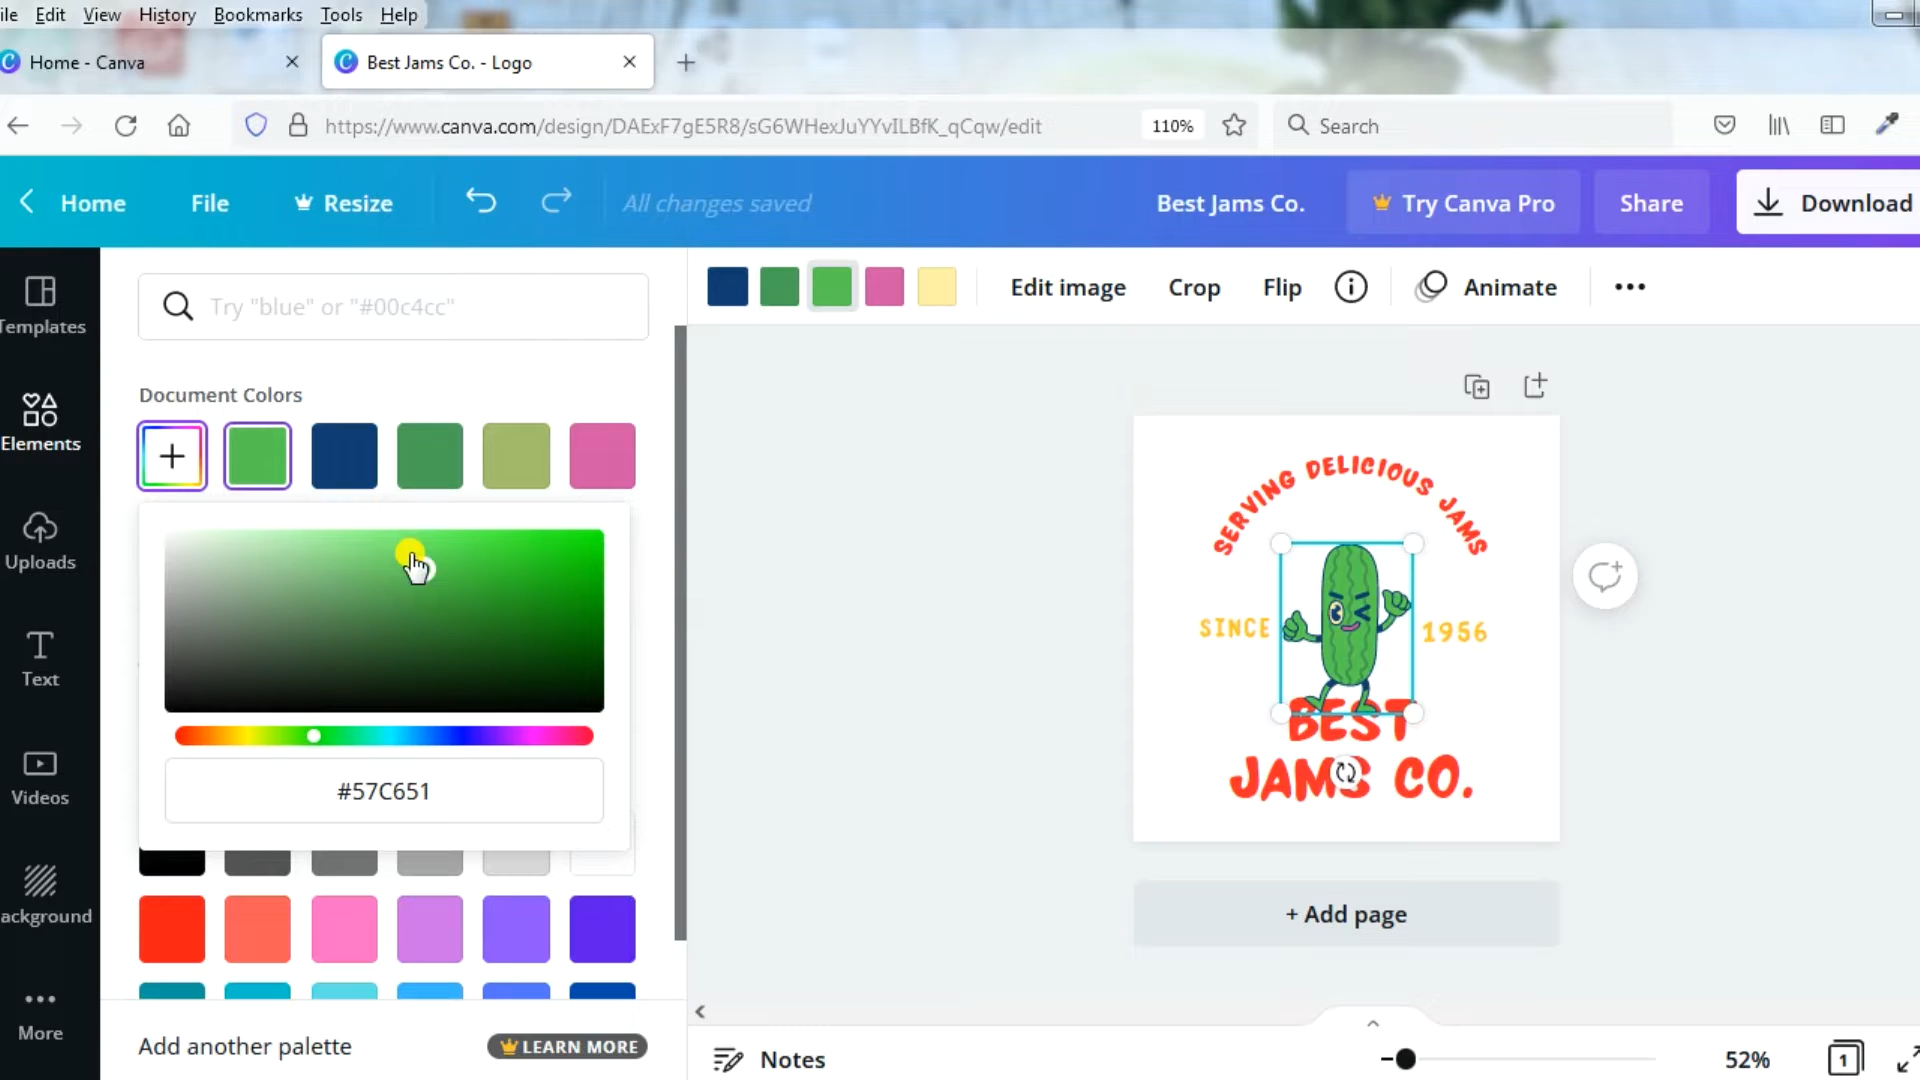 ile Edit View History Bookmarks Tools Help
Home - Canva
Best Jams Co. - Logo
https://www.canva.com/design/DAExF7gE5R8/sG6WHexJuYYvILBfK_qCqw/edit
110%
Search
Home
File
Resize
All changes saved
Best Jams Co.
Try Canva Pro
Share
Download
Templates
Elements
Uploads
Text
Videos
ackground
More
Try "blue" or "#00c4cc"
Document Colors
#57C651
Add another palette
LEARN MORE
Edit image
Crop
Flip
Animate
SERVING DELICIOUS JAMS
SINCE
1956
BEST
JAMS CO.
+ Add page
Notes
52%
1